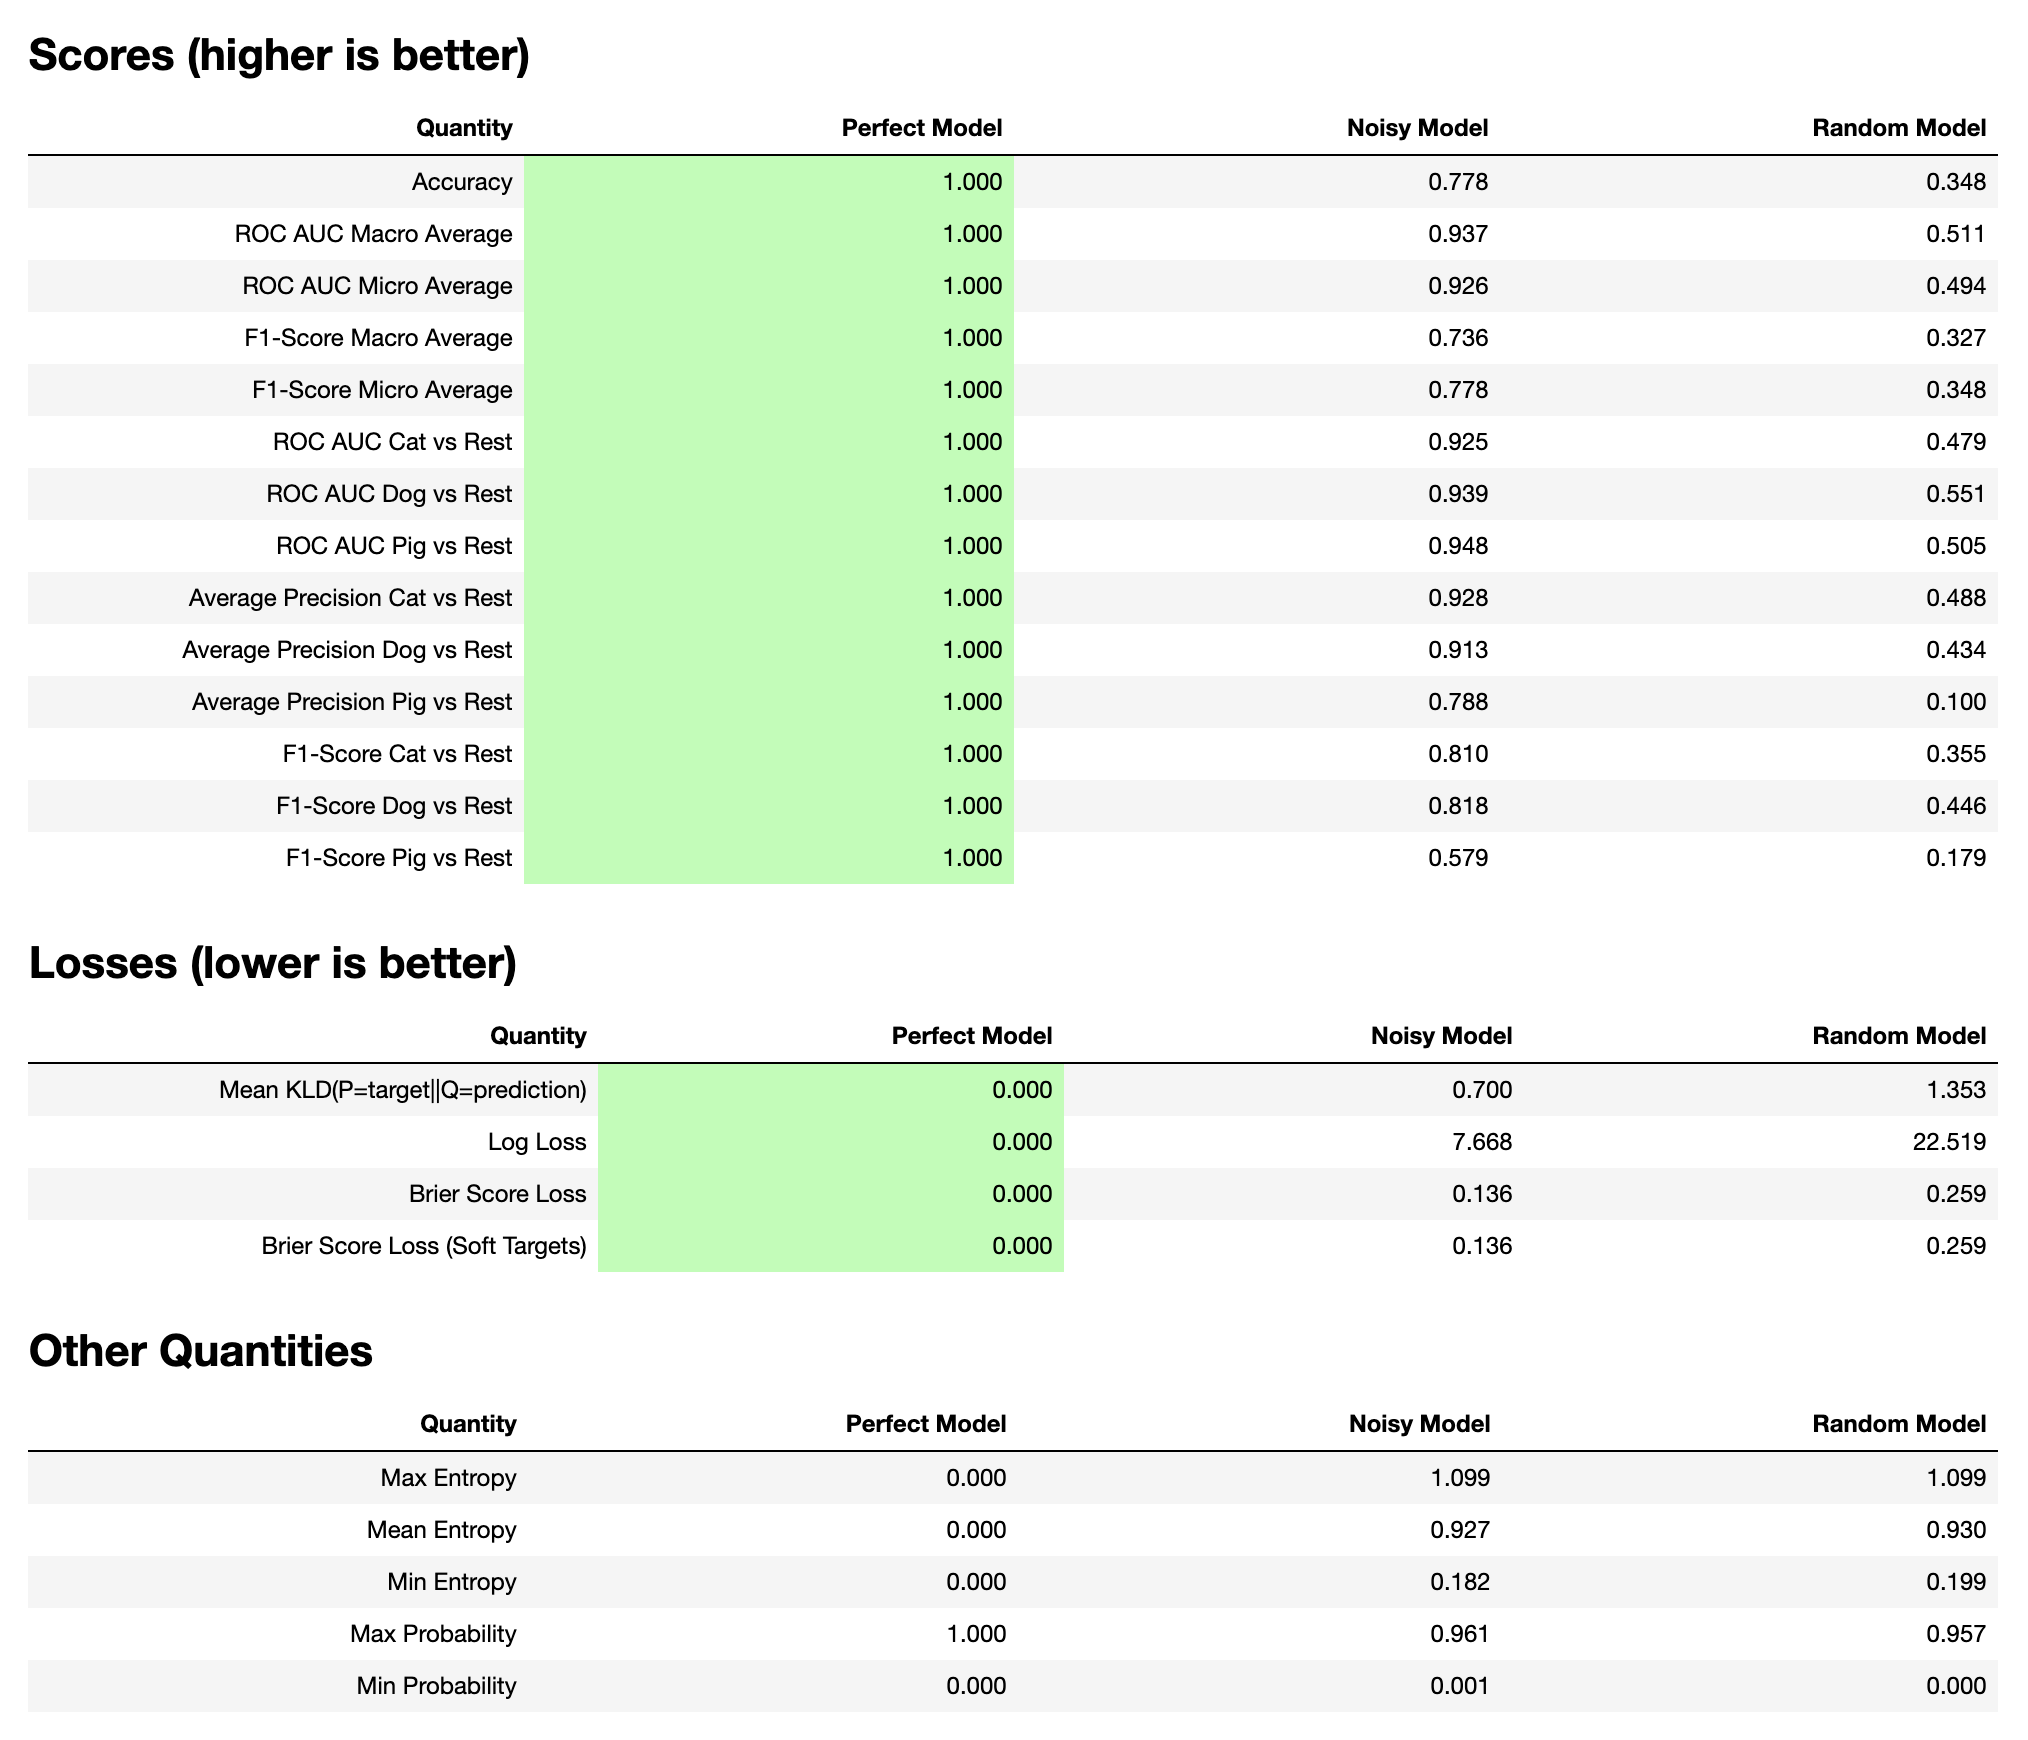 Scores (higher is better)
Quantity Perfect Model Noisy Model Random Model
Accuracy 1.000 0.778 0.348
ROC AUC Macro Average 1.000 0.937 0.511
ROC AUC Micro Average 1.000 0.926 0.494
F1-Score Macro Average 1.000 0.736 0.327
F1-Score Micro Average 1.000 0.778 0.348
ROC AUC Cat vs Rest 1.000 0.925 0.479
ROC AUC Dog vs Rest 1.000 0.939 0.551
ROC AUC Pig vs Rest 1.000 0.948 0.505
Average Precision Cat vs Rest 1.000 0.928 0.488
Average Precision Dog vs Rest 1.000 0.913 0.434
Average Precision Pig vs Rest 1.000 0.788 0.100
F1-Score Cat vs Rest 1.000 0.810 0.355
F1-Score Dog vs Rest 1.000 0.818 0.446
F1-Score Pig vs Rest 1.000 0.579 0.179
Losses (lower is better)
Quantity Perfect Model Noisy Model Random Model
Mean KLD(P=target||Q=prediction) 0.000 0.700 1.353
Log Loss 0.000 7.668 22.519
Brier Score Loss 0.000 0.136 0.259
Brier Score Loss (Soft Targets) 0.000 0.136 0.259
Other Quantities
Quantity Perfect Model Noisy Model Random Model
Max Entropy 0.000 1.099 1.099
Mean Entropy 0.000 0.927 0.930
Min Entropy 0.000 0.182 0.199
Max Probability 1.000 0.961 0.957
Min Probability 0.000 0.001 0.000